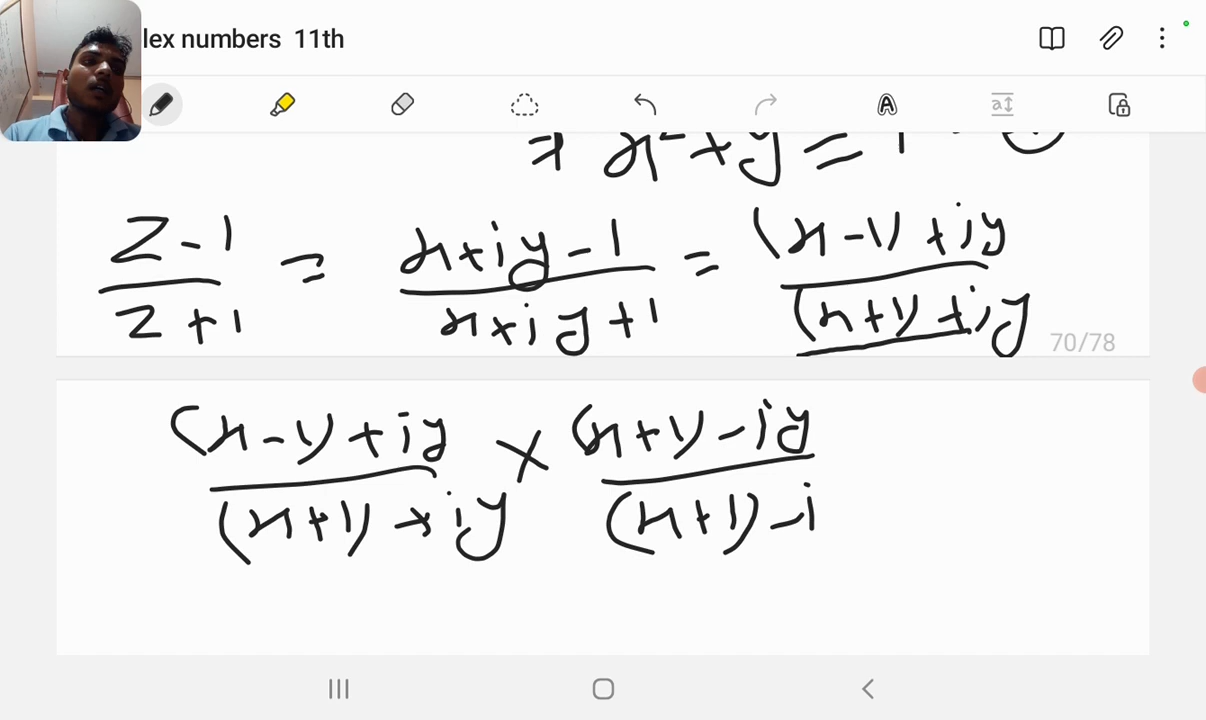 lex numbers 11th
⇒ x²+y²=1
z-1/z+1 = x+iy-1/x+iy+1 = (x-1)+iy/(x+1)+iy
70/78
(x-1)+iy/(x+1)+iy × (x+1)-iy/(x+1)-i